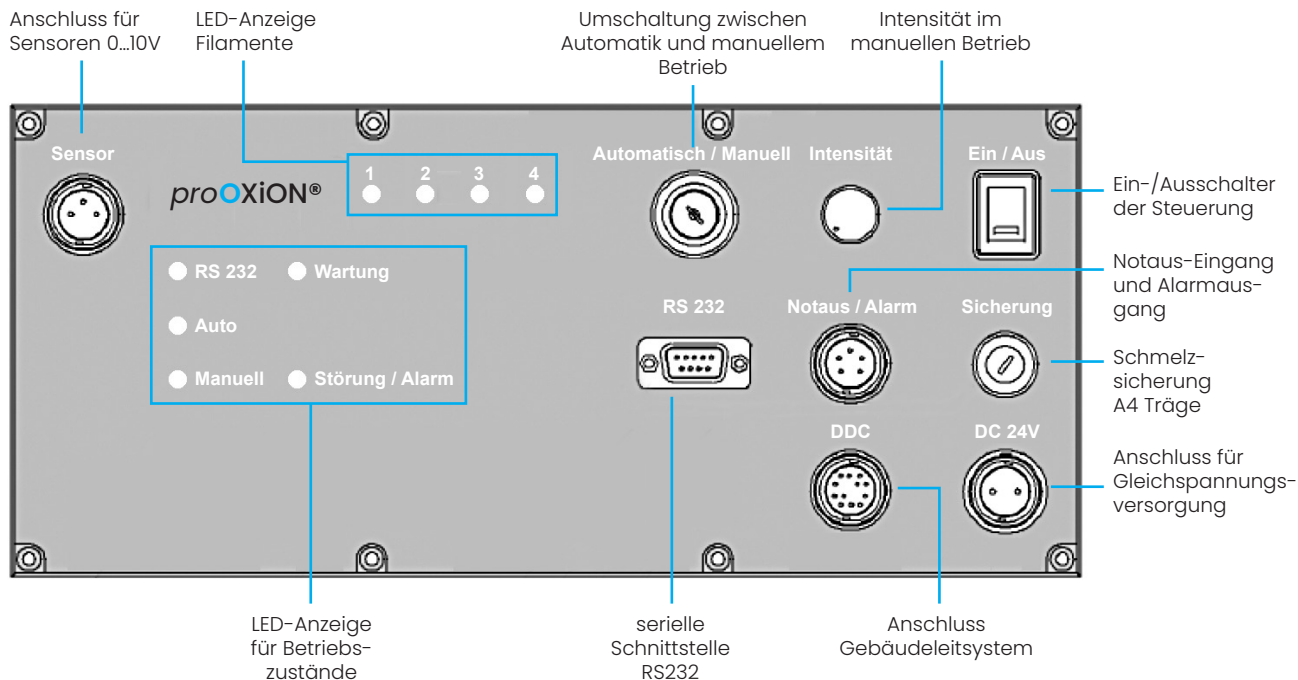 Anschluss für
Sensoren 0...10V
LED-Anzeige
Filamente
Umschaltung zwischen
Automatik und manuellem
Betrieb
Intensität im
manuellen Betrieb
Sensor
proOXiON®
1 2 3 4
Automatisch / Manuell
Intensität
Ein / Aus
Ein-/Ausschalter
der Steuerung
RS 232
Wartung
Auto
Manuell
Störung / Alarm
RS 232
Notaus / Alarm
Sicherung
Notaus-Eingang
und Alarmaus-
gang
Schmelz-
sicherung
A4 Träge
DDC
DC 24V
Anschluss für
Gleichspannungs-
versorgung
LED-Anzeige
für Betriebs-
zustände
serielle
Schnittstelle
RS232
Anschluss
Gebäudeleitsystem